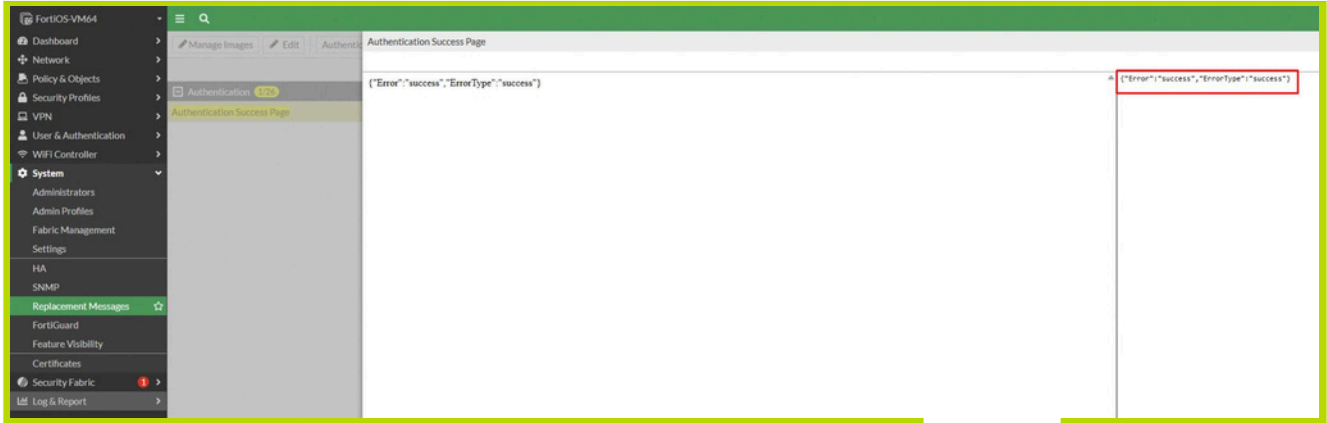 FortiOS-VM64
Dashboard
Network
Policy & Objects
Security Profiles
VPN
User & Authentication
WiFi Controller
System
Administrators
Admin Profiles
Fabric Management
Settings
HA
SNMP
Replacement Messages
FortiGuard
Feature Visibility
Certificates
Security Fabric 1
Log & Report
Manage Images Edit Authentic
Authentication 1/26
Authentication Success Page
Authentication Success Page
{"Error":"success","ErrorType":"success"}
{"Error":"success","ErrorType":"success"}